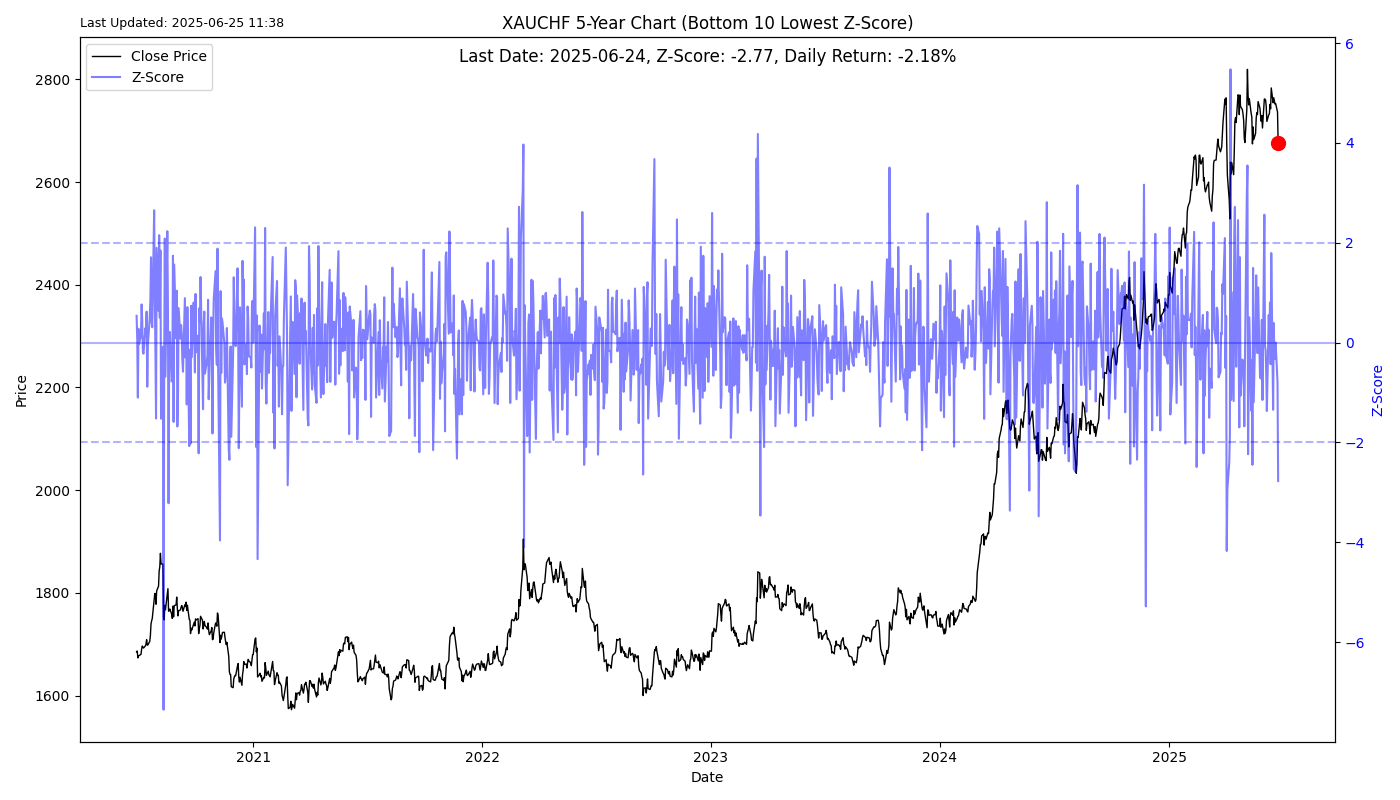 Last Updated: 2025-06-25 11:38
XAUCHF 5-Year Chart (Bottom 10 Lowest Z-Score)
Last Date: 2025-06-24, Z-Score: -2.77, Daily Return: -2.18%
Close Price
Z-Score
2800
2600
2400
2200
2000
1800
1600
Price
6
4
2
0
−2
−4
−6
Z-Score
2021
2022
2023
2024
2025
Date